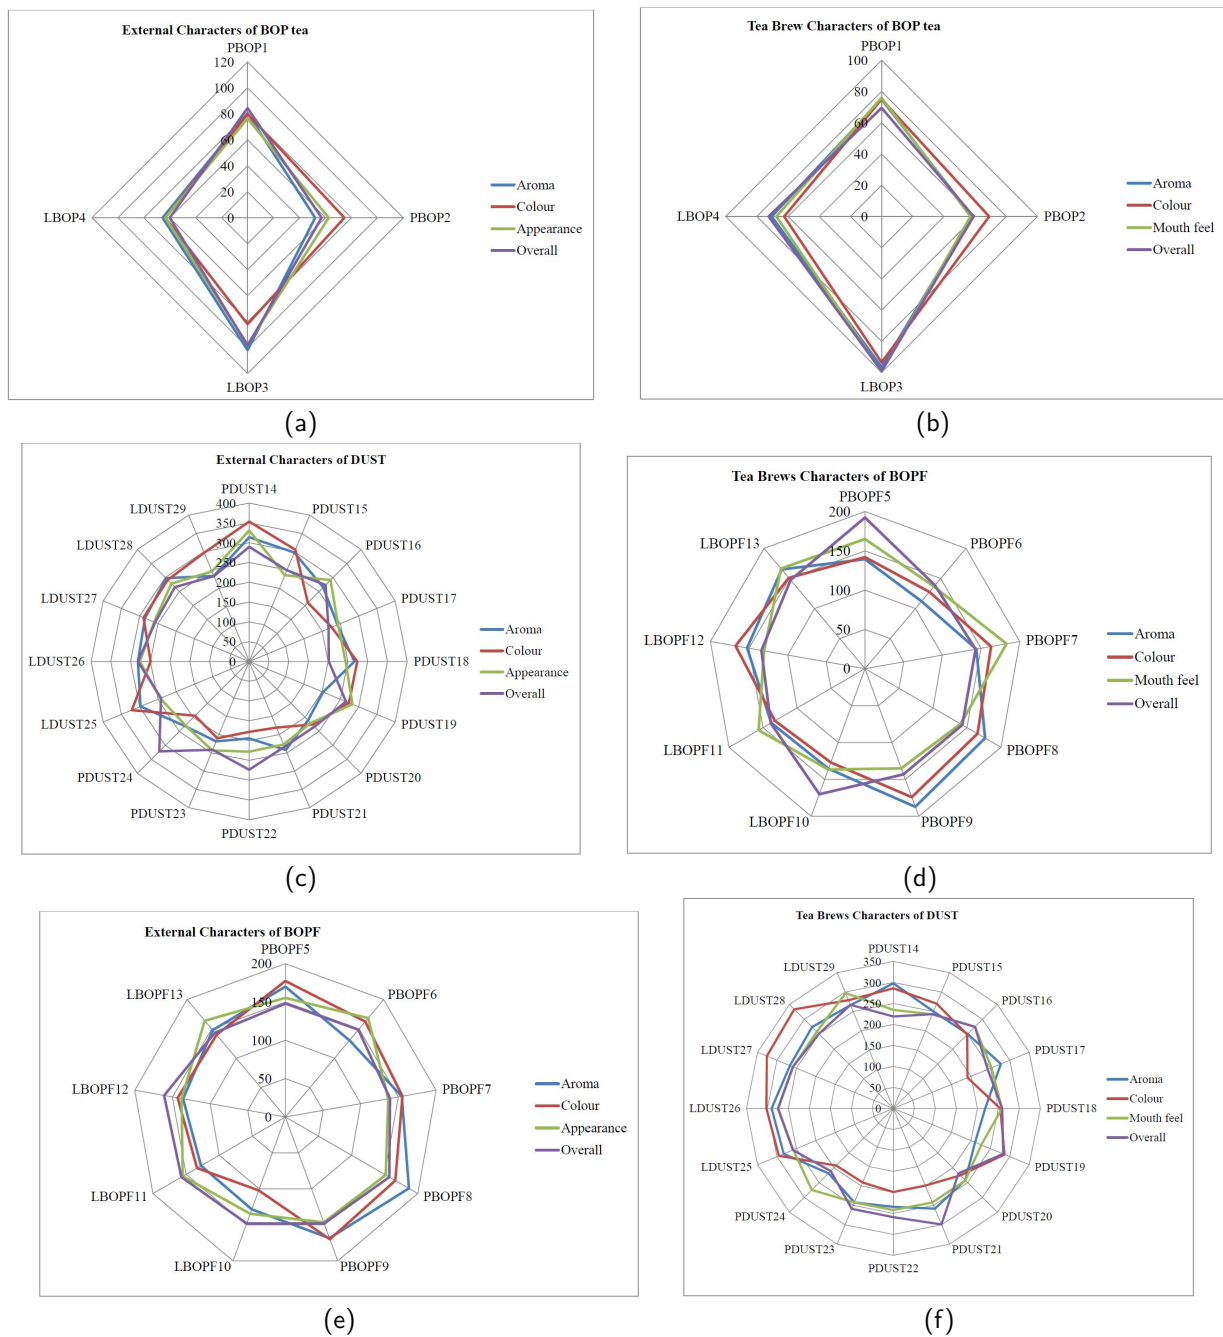 External Characters of BOP tea
PBOP1
120
100
80
60
40
20
0
LBOP4
PBOP2
LBOP3
Aroma
Colour
Appearance
Overall
(a)
Tea Brew Characters of BOP tea
PBOP1
100
80
60
40
20
0
LBOP4
PBOP2
LBOP3
Aroma
Colour
Mouth feel
Overall
(b)
External Characters of DUST
PDUST14
400
350
300
250
200
150
100
50
0
PDUST15
PDUST16
PDUST17
PDUST18
PDUST19
PDUST20
PDUST21
PDUST22
PDUST23
PDUST24
LDUST25
LDUST26
LDUST27
LDUST28
LDUST29
Aroma
Colour
Appearance
Overall
(c)
Tea Brews Characters of BOPF
PBOPF5
200
150
100
50
0
PBOPF6
PBOPF7
PBOPF8
PBOPF9
LBOPF10
LBOPF11
LBOPF12
LBOPF13
Aroma
Colour
Mouth feel
Overall
(d)
External Characters of BOPF
PBOPF5
200
150
100
50
0
PBOPF6
PBOPF7
PBOPF8
PBOPF9
LBOPF10
LBOPF11
LBOPF12
LBOPF13
Aroma
Colour
Appearance
Overall
(e)
Tea Brews Characters of DUST
PDUST14
350
300
250
200
150
100
50
0
PDUST15
PDUST16
PDUST17
PDUST18
PDUST19
PDUST20
PDUST21
PDUST22
PDUST23
PDUST24
LDUST25
LDUST26
LDUST27
LDUST28
LDUST29
Aroma
Colour
Mouth feel
Overall
(f)